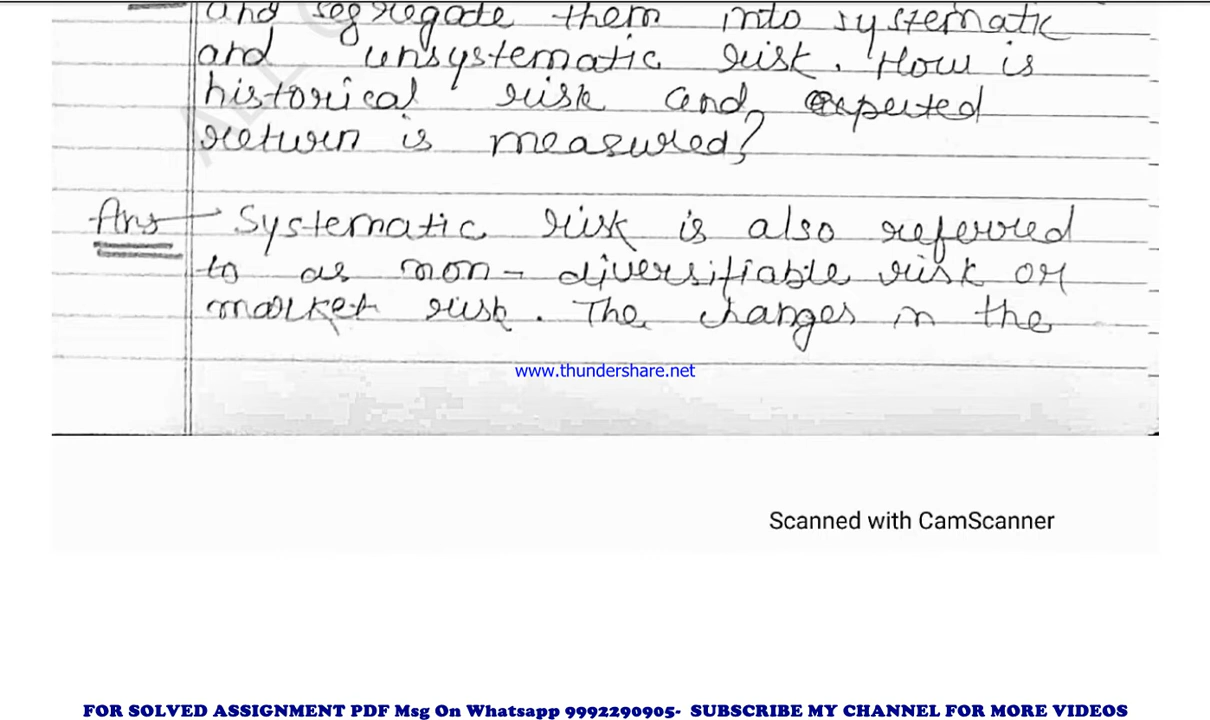 and segregate them into systematic
and unsystematic risk. How is
historical risk and expected
return is measured?
Ans → Systematic risk is also referred
to as non-diversifiable risk or
market risk. The changes in the
www.thundershare.net
Scanned with CamScanner
FOR SOLVED ASSIGNMENT PDF Msg On Whatsapp 9992290905- SUBSCRIBE MY CHANNEL FOR MORE VIDEOS